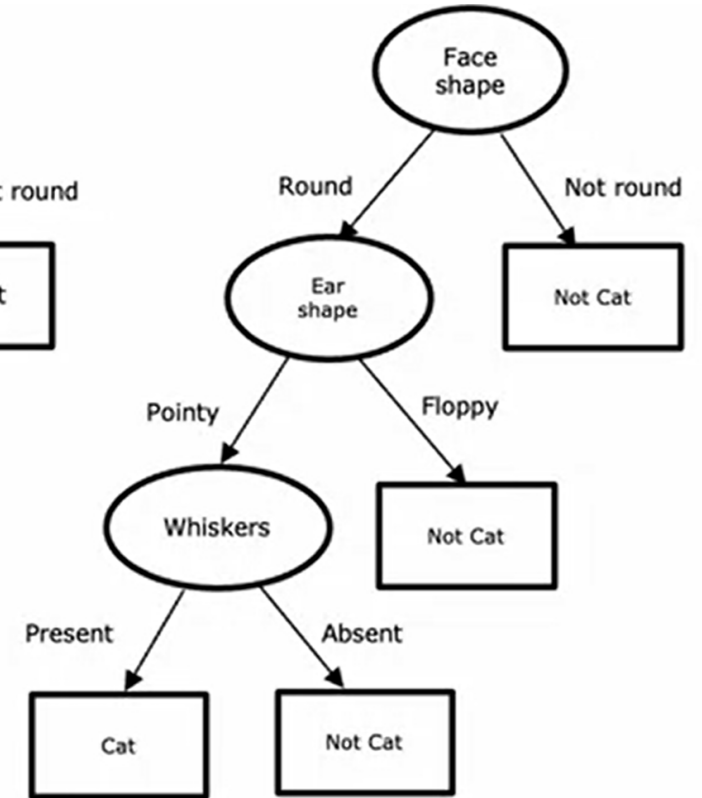 Face
shape
Round
Not round
round
Ear
shape
Not Cat
Pointy
Floppy
Whiskers
Not Cat
Present
Absent
Cat
Not Cat